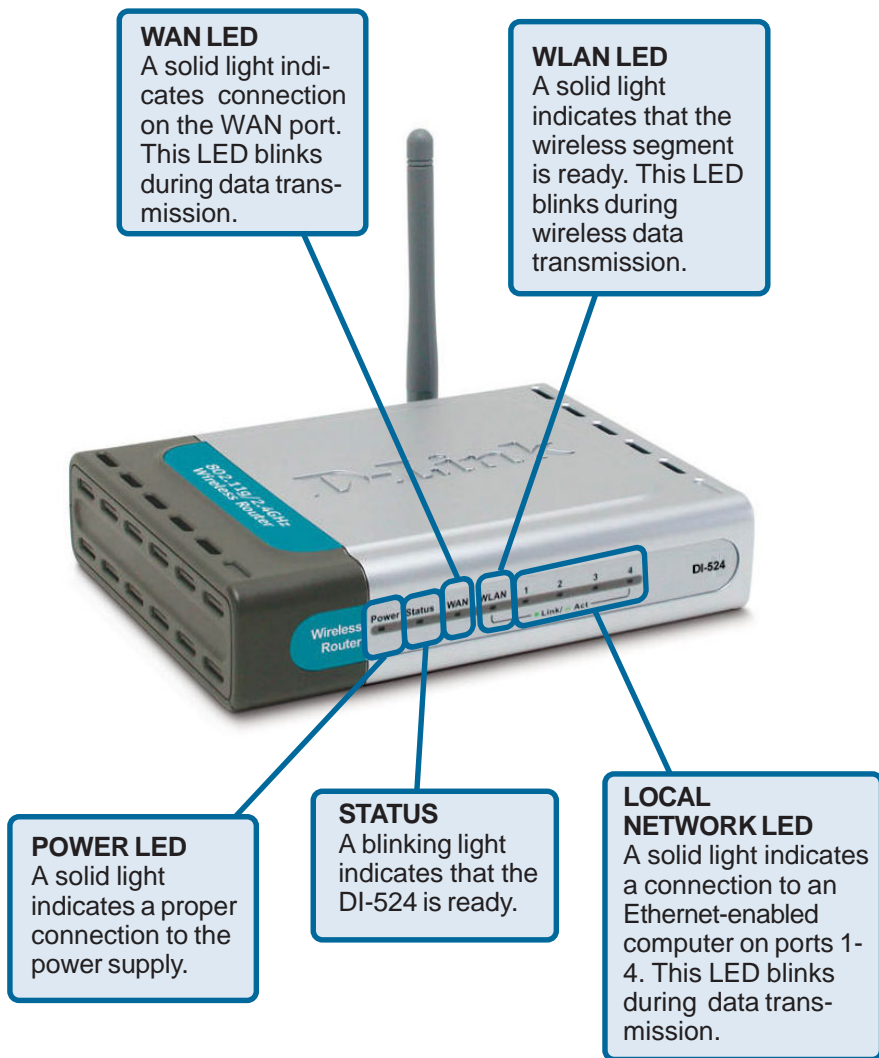 WAN LED
A solid light indi-
cates connection
on the WAN port.
This LED blinks
during data trans-
mission.
WLAN LED
A solid light
indicates that the
wireless segment
is ready. This LED
blinks during
wireless data
transmission.
D-Link
802.11g/2.4GHz
Wireless Router
Wireless
Router
Power
Status
WAN
WLAN
1
2
3
4
Link/ Act
DI-524
POWER LED
A solid light
indicates a proper
connection to the
power supply.
STATUS
A blinking light
indicates that the
DI-524 is ready.
LOCAL
NETWORK LED
A solid light indicates
a connection to an
Ethernet-enabled
computer on ports 1-
4. This LED blinks
during data trans-
mission.